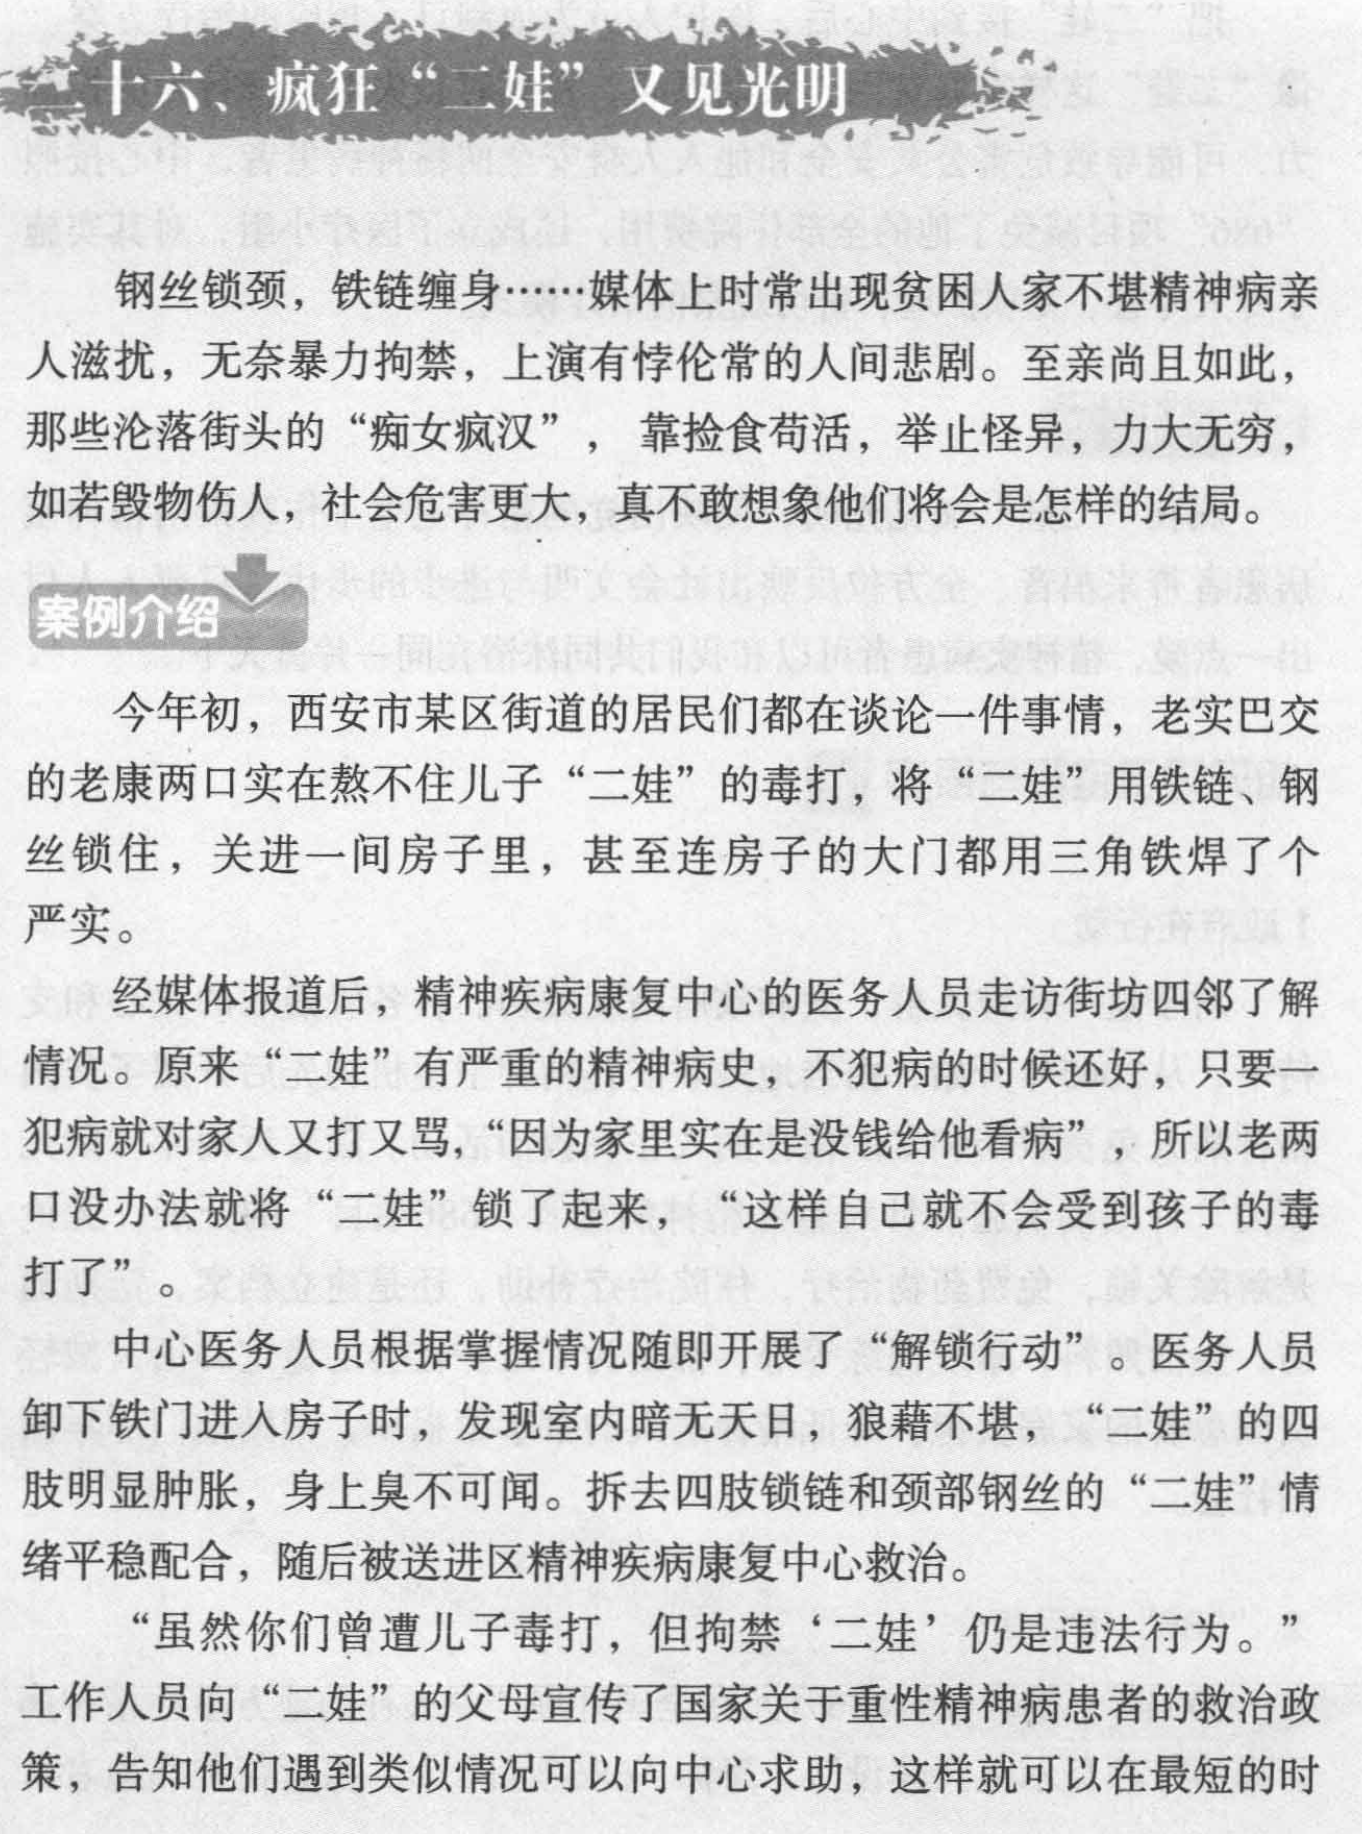 二十六、疯狂“二娃”又见光明
钢丝锁颈，铁链缠身……媒体上时常出现贫困人家不堪精神病亲
人滋扰，无奈暴力拘禁，上演有悖伦常的人间悲剧。至亲尚且如此，
那些沦落街头的“痴女疯汉”， 靠捡食苟活，举止怪异，力大无穷，
如若毁物伤人，社会危害更大，真不敢想象他们将会是怎样的结局。
案例介绍
今年初，西安市某区街道的居民们都在谈论一件事情，老实巴交
的老康两口实在熬不住儿子“二娃”的毒打，将“二娃”用铁链、钢
丝锁住，关进一间房子里，甚至连房子的大门都用三角铁焊了个
严实。
经媒体报道后，精神疾病康复中心的医务人员走访街坊四邻了解
情况。原来“二娃”有严重的精神病史，不犯病的时候还好，只要一
犯病就对家人又打又骂，“因为家里实在是没钱给他看病”，所以老两
口没办法就将“二娃”锁了起来，“这样自己就不会受到孩子的毒
打了”。
中心医务人员根据掌握情况随即开展了“解锁行动”。医务人员
卸下铁门进入房子时，发现室内暗无天日，狼藉不堪，“二娃”的四
肢明显肿胀，身上臭不可闻。拆去四肢锁链和颈部钢丝的“二娃”情
绪平稳配合，随后被送进区精神疾病康复中心救治。
“虽然你们曾遭儿子毒打，但拘禁‘二娃’仍是违法行为。”
工作人员向“二娃”的父母宣传了国家关于重性精神病患者的救治政
策，告知他们遇到类似情况可以向中心求助，这样就可以在最短的时